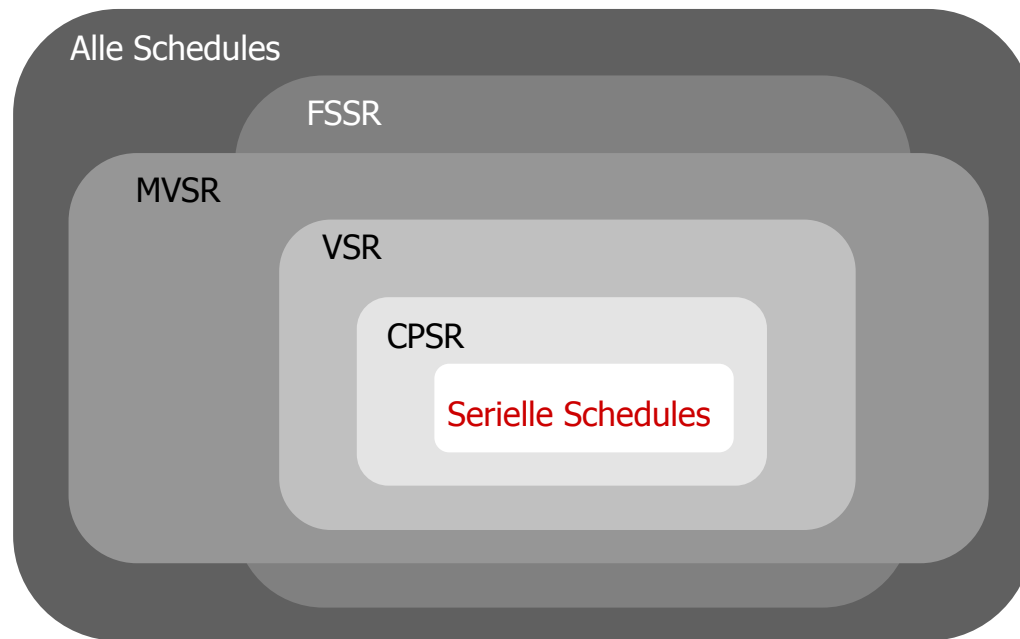 Alle Schedules
FSSR
MVSR
VSR
CPSR
Serielle Schedules